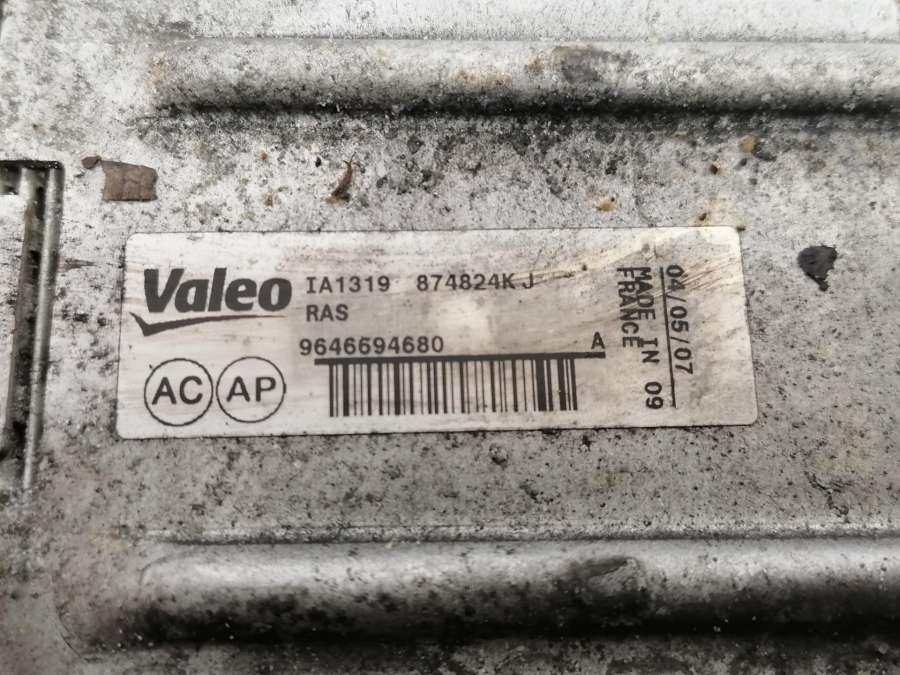 Valeo IA1319 874824K J
RAS
9646694680 A
AC AP
04/05/07
MADE IN 09
FRANCE